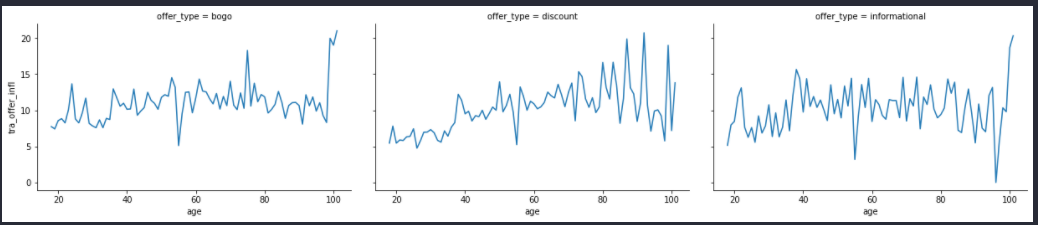 offer_type = bogo
offer_type = discount
offer_type = informational
tra_offer_infl
20
15
10
5
0
20
40
60
80
100
20
40
60
80
100
20
40
60
80
100
age
age
age